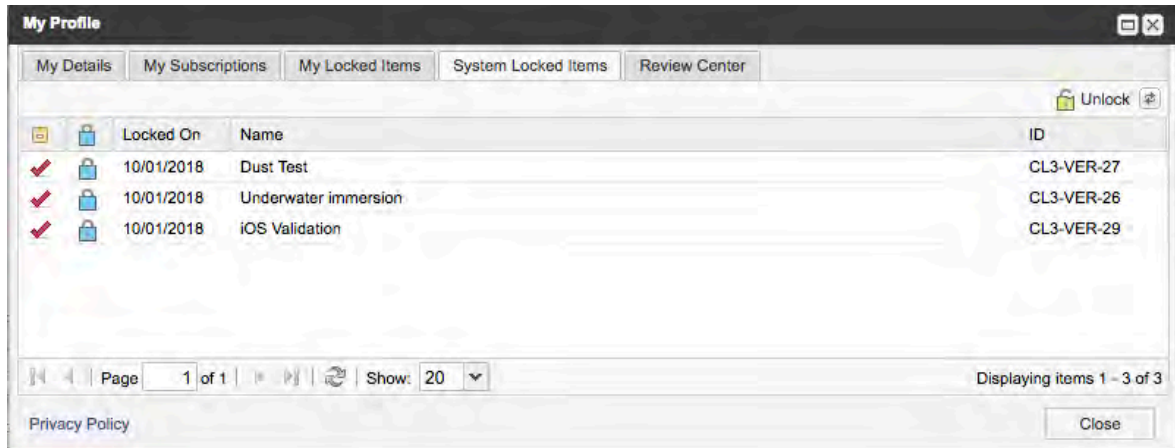 My Profile
My Details My Subscriptions My Locked Items System Locked Items Review Center
Unlock
Locked On Name ID
10/01/2018 Dust Test CL3-VER-27
10/01/2018 Underwater immersion CL3-VER-26
10/01/2018 iOS Validation CL3-VER-29
Page 1 of 1 Show: 20 Displaying items 1 - 3 of 3
Privacy Policy Close